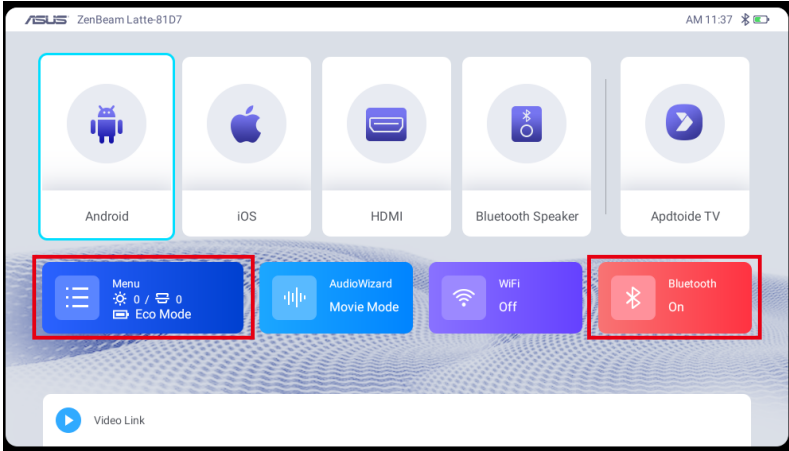 ASUS ZenBeam Latte-81D7 AM 11:37
Android iOS HDMI Bluetooth Speaker Apdtoide TV
Menu
0 / 0
Eco Mode
AudioWizard
Movie Mode
WiFi
Off
Bluetooth
On
Video Link